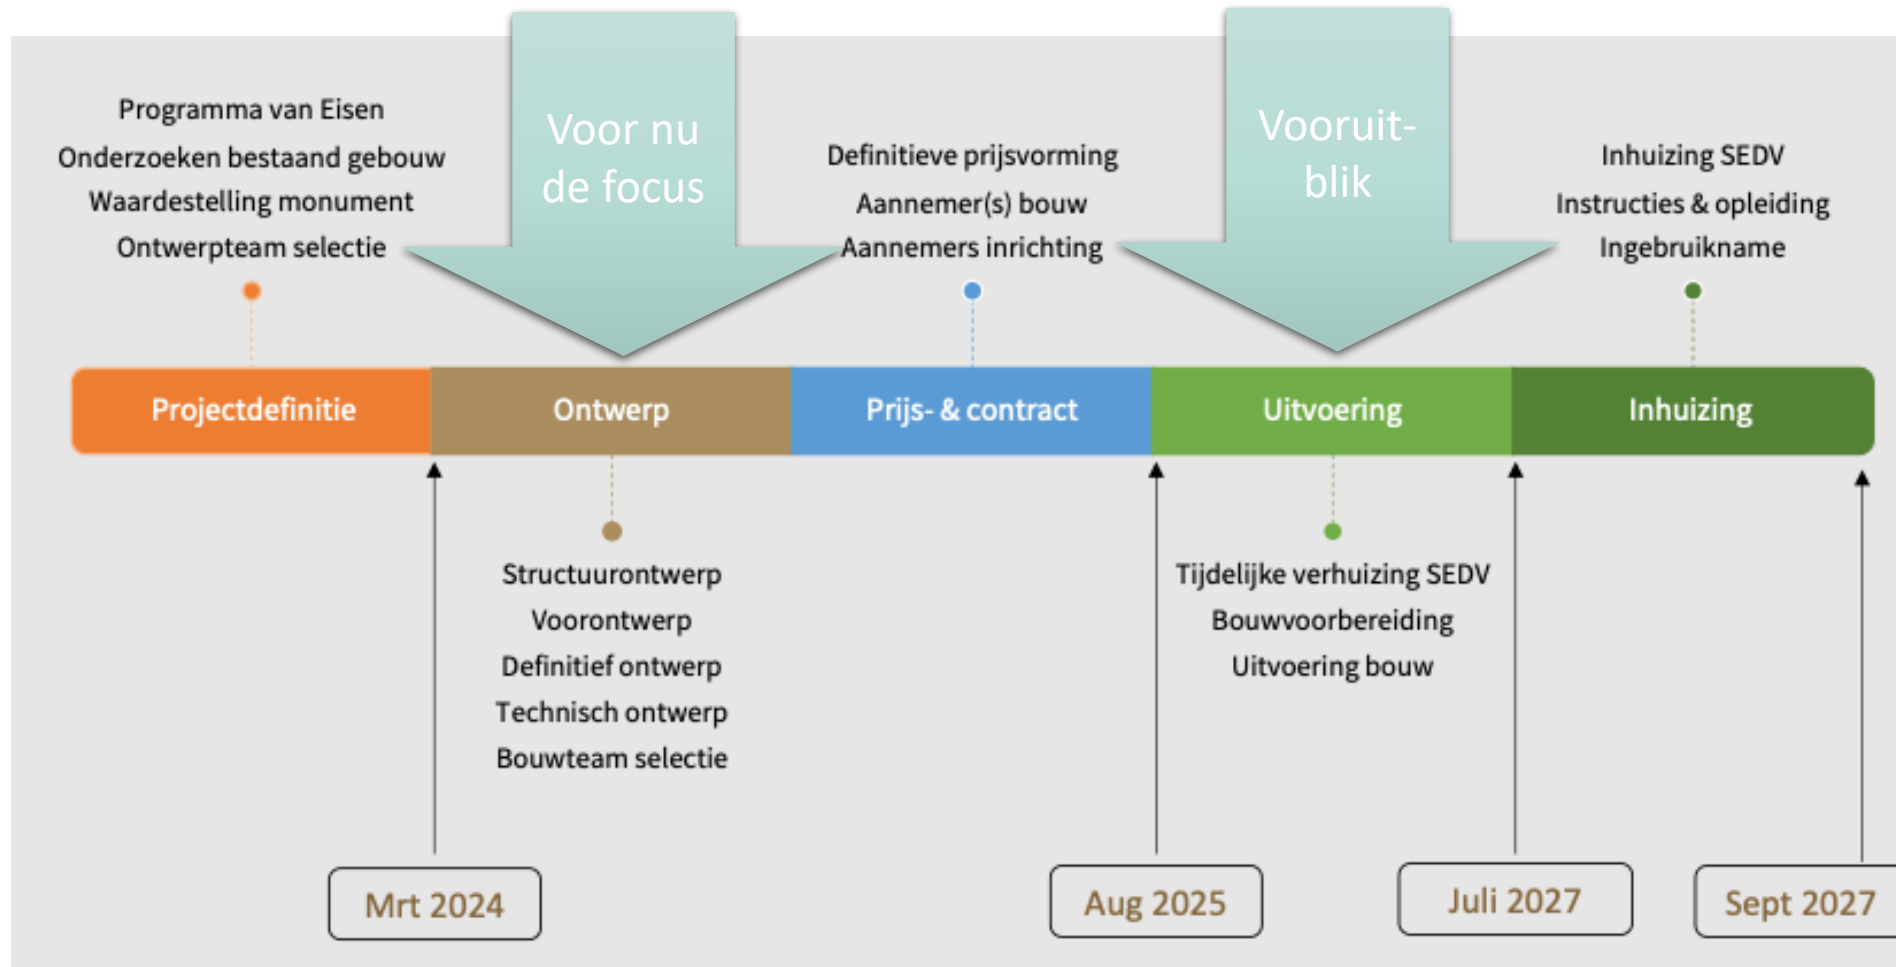 Programma van Eisen
Onderzoeken bestaand gebouw
Waardestelling monument
Ontwerpteam selectie
Voor nu
de focus
Definitieve prijsvorming
Aannemer(s) bouw
Aannemers inrichting
Vooruit-
blik
Inhuizing SEDV
Instructies & opleiding
Ingebruikname
Projectdefinitie
Ontwerp
Prijs- & contract
Uitvoering
Inhuizing
Structuurontwerp
Voorontwerp
Definitief ontwerp
Technisch ontwerp
Bouwteam selectie
Tijdelijke verhuizing SEDV
Bouwvoorbereiding
Uitvoering bouw
Mrt 2024
Aug 2025
Juli 2027
Sept 2027